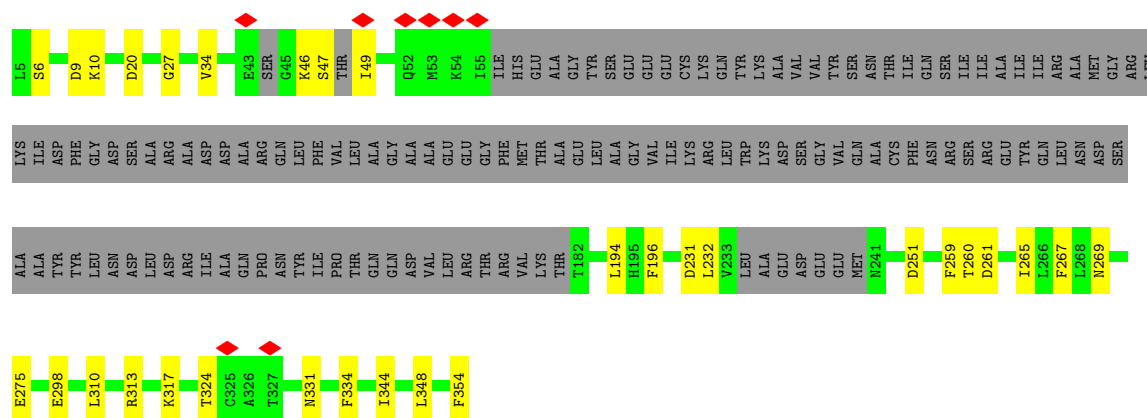 L5 S6 D9 K10 D20 G27 V34 E43 SER G45 K46 S47 THR I49 Q52 M53 K54 I55 ILE HIS GLU ALA GLY TYR SER GLU GLU GLU CYS LYS GLN TYR LYS ALA VAL VAL TYR SER ASN THR ILE GLN SER ILE ILE ALA ILE ILE ARG ALA MET GLY ARG
LYS ILE ASP PHE GLY ASP SER ALA ARG ALA ASP ASP ALA ARG GLN LEU PHE VAL LEU ALA GLY ALA ALA GLU GLU GLY PHE MET THR ALA GLU LEU ALA GLY VAL ILE LYS ARG LEU TRP LYS ASP SER GLY VAL GLN ALA CYS PHE ASN ARG SER ARG GLU TYR GLN LEU ASN ASP SER
ALA ALA TYR TYR LEU ASN ASP LEU ASP ARG ILE ALA GLN PRO ASN TYR ILE PRO THR GLN GLN ASP VAL LEU ARG THR ARG VAL LYS THR T182 L194 H195 F196 D231 L232 V233 LEU ALA GLU ASP GLU GLU MET N241 D251 F259 T260 D261 I265 L266 F267 L268 N269
E275 E298 L310 R313 K317 T324 C325 A326 T327 N331 F334 I344 L348 F354